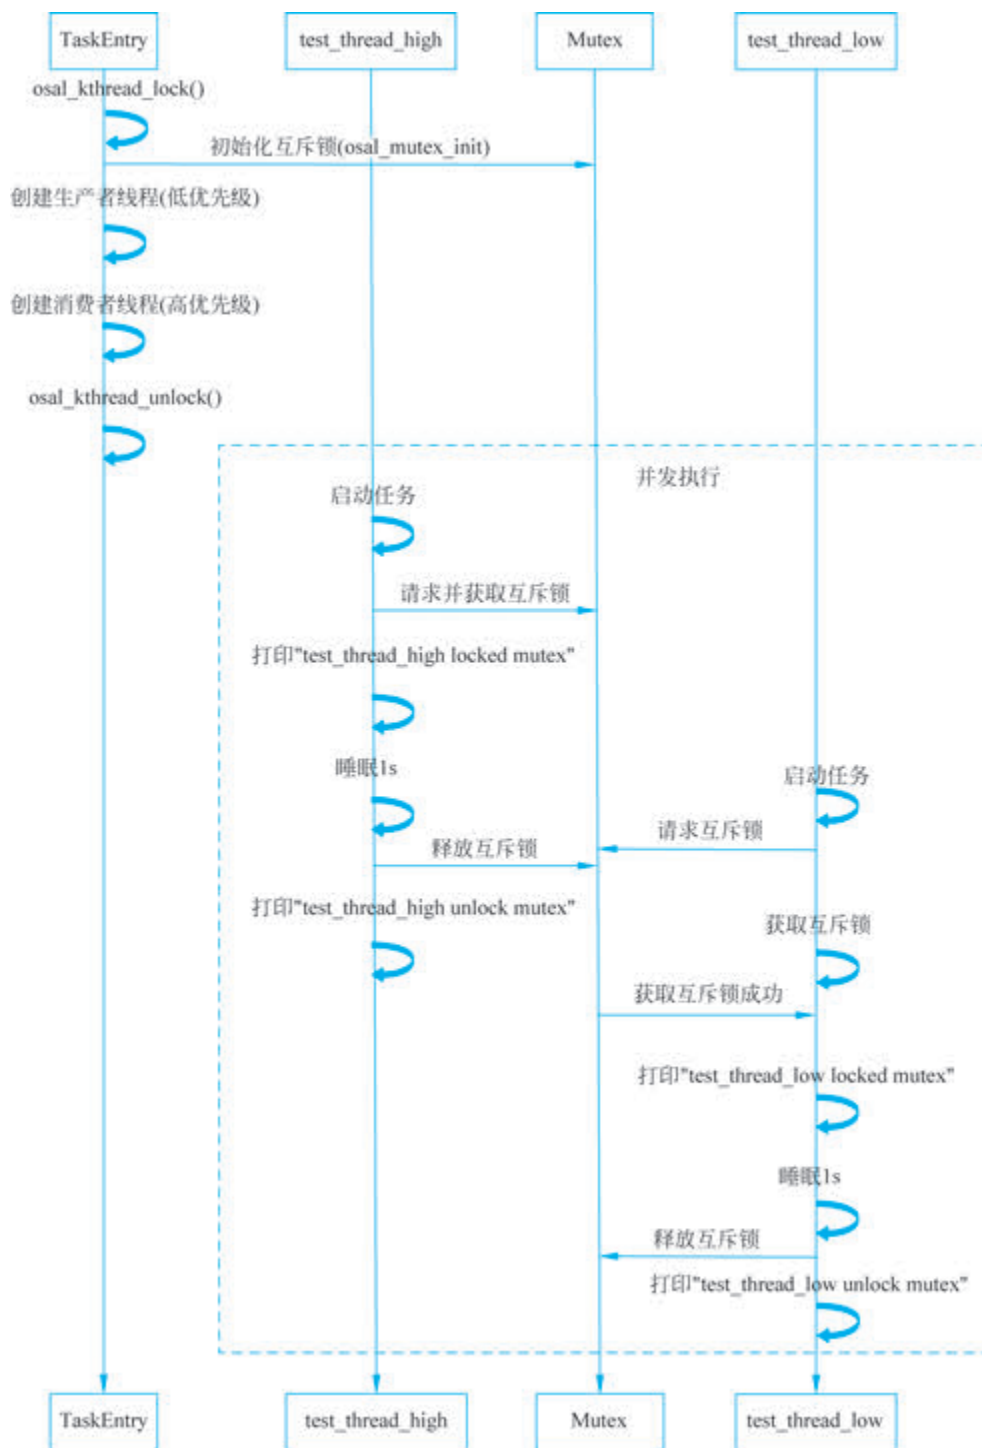 TaskEntry
test_thread_high
Mutex
test_thread_low
osal_kthread_lock()
初始化互斥锁(osal_mutex_init)
创建生产者线程(低优先级)
创建消费者线程(高优先级)
osal_kthread_unlock()
并发执行
启动任务
请求并获取互斥锁
打印"test_thread_high locked mutex"
睡眠1s
启动任务
请求互斥锁
释放互斥锁
打印"test_thread_high unlock mutex"
获取互斥锁
获取互斥锁成功
打印"test_thread_low locked mutex"
睡眠1s
释放互斥锁
打印"test_thread_low unlock mutex"
TaskEntry
test_thread_high
Mutex
test_thread_low